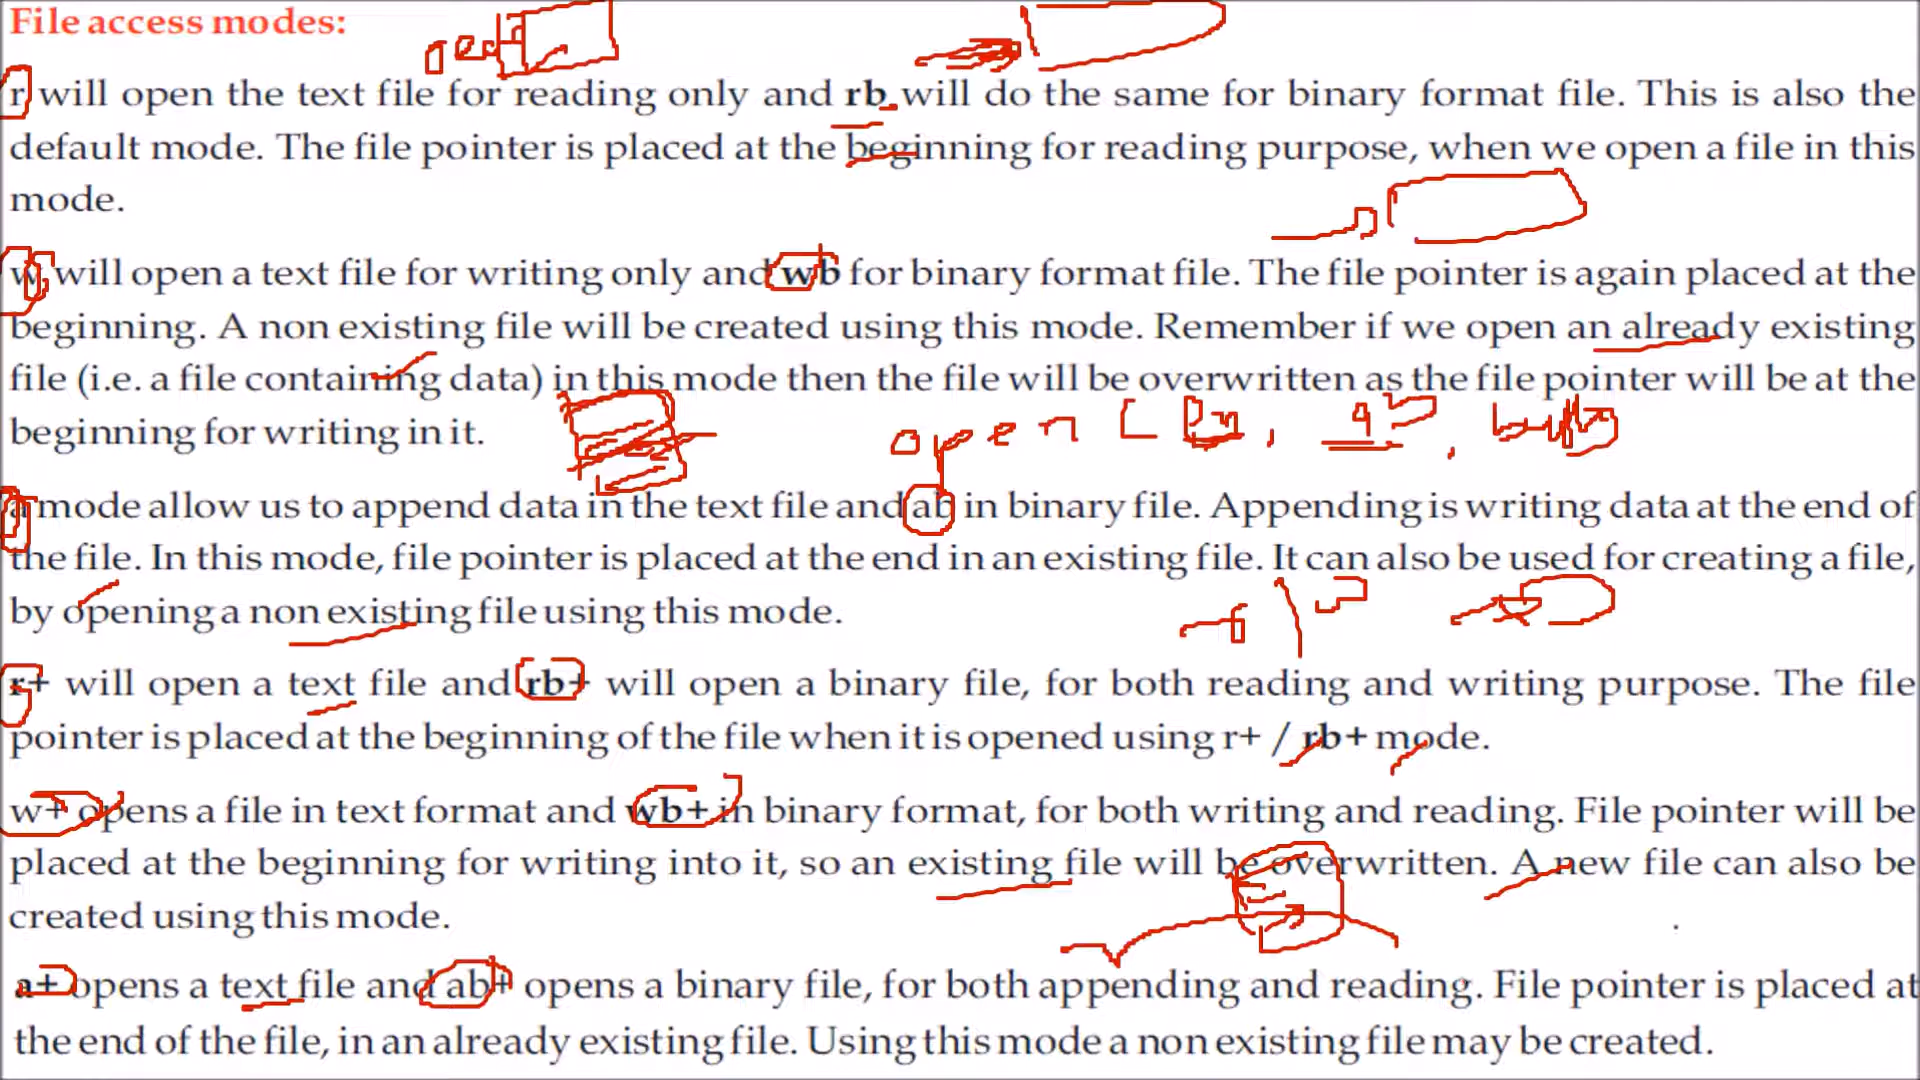 File access modes:
read
r will open the text file for reading only and rb will do the same for binary format file. This is also the
default mode. The file pointer is placed at the beginning for reading purpose, when we open a file in this
mode.
w will open a text file for writing only and wb for binary format file. The file pointer is again placed at the
beginning. A non existing file will be created using this mode. Remember if we open an already existing
file (i.e. a file containing data) in this mode then the file will be overwritten as the file pointer will be at the
beginning for writing in it.
open (
a mode allow us to append data in the text file and ab in binary file. Appending is writing data at the end of
the file. In this mode, file pointer is placed at the end in an existing file. It can also be used for creating a file,
by opening a non existing file using this mode.
r+ will open a text file and rb+ will open a binary file, for both reading and writing purpose. The file
pointer is placed at the beginning of the file when it is opened using r+ / rb+ mode.
w+ opens a file in text format and wb+ in binary format, for both writing and reading. File pointer will be
placed at the beginning for writing into it, so an existing file will be overwritten. A new file can also be
created using this mode.
a+ opens a text file and ab+ opens a binary file, for both appending and reading. File pointer is placed at
the end of the file, in an already existing file. Using this mode a non existing file may be created.